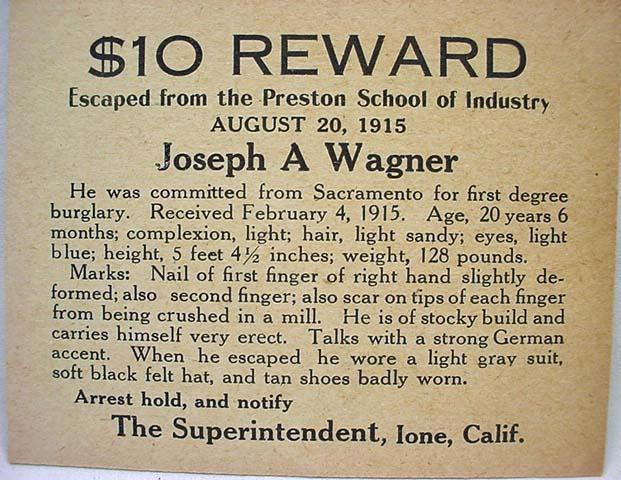 $10 REWARD
Escaped from the Preston School of Industry
AUGUST 20, 1915
Joseph A Wagner
He was committed from Sacramento for first degree
burglary. Received February 4, 1915. Age, 20 years 6
months; complexion, light; hair, light sandy; eyes, light
blue; height, 5 feet 4½ inches; weight, 128 pounds.
Marks: Nail of first finger of right hand slightly de-
formed; also second finger; also scar on tips of each finger
from being crushed in a mill. He is of stocky build and
carries himself very erect. Talks with a strong German
accent. When he escaped he wore a light gray suit,
soft black felt hat, and tan shoes badly worn.
Arrest hold, and notify
The Superintendent, Ione, Calif.